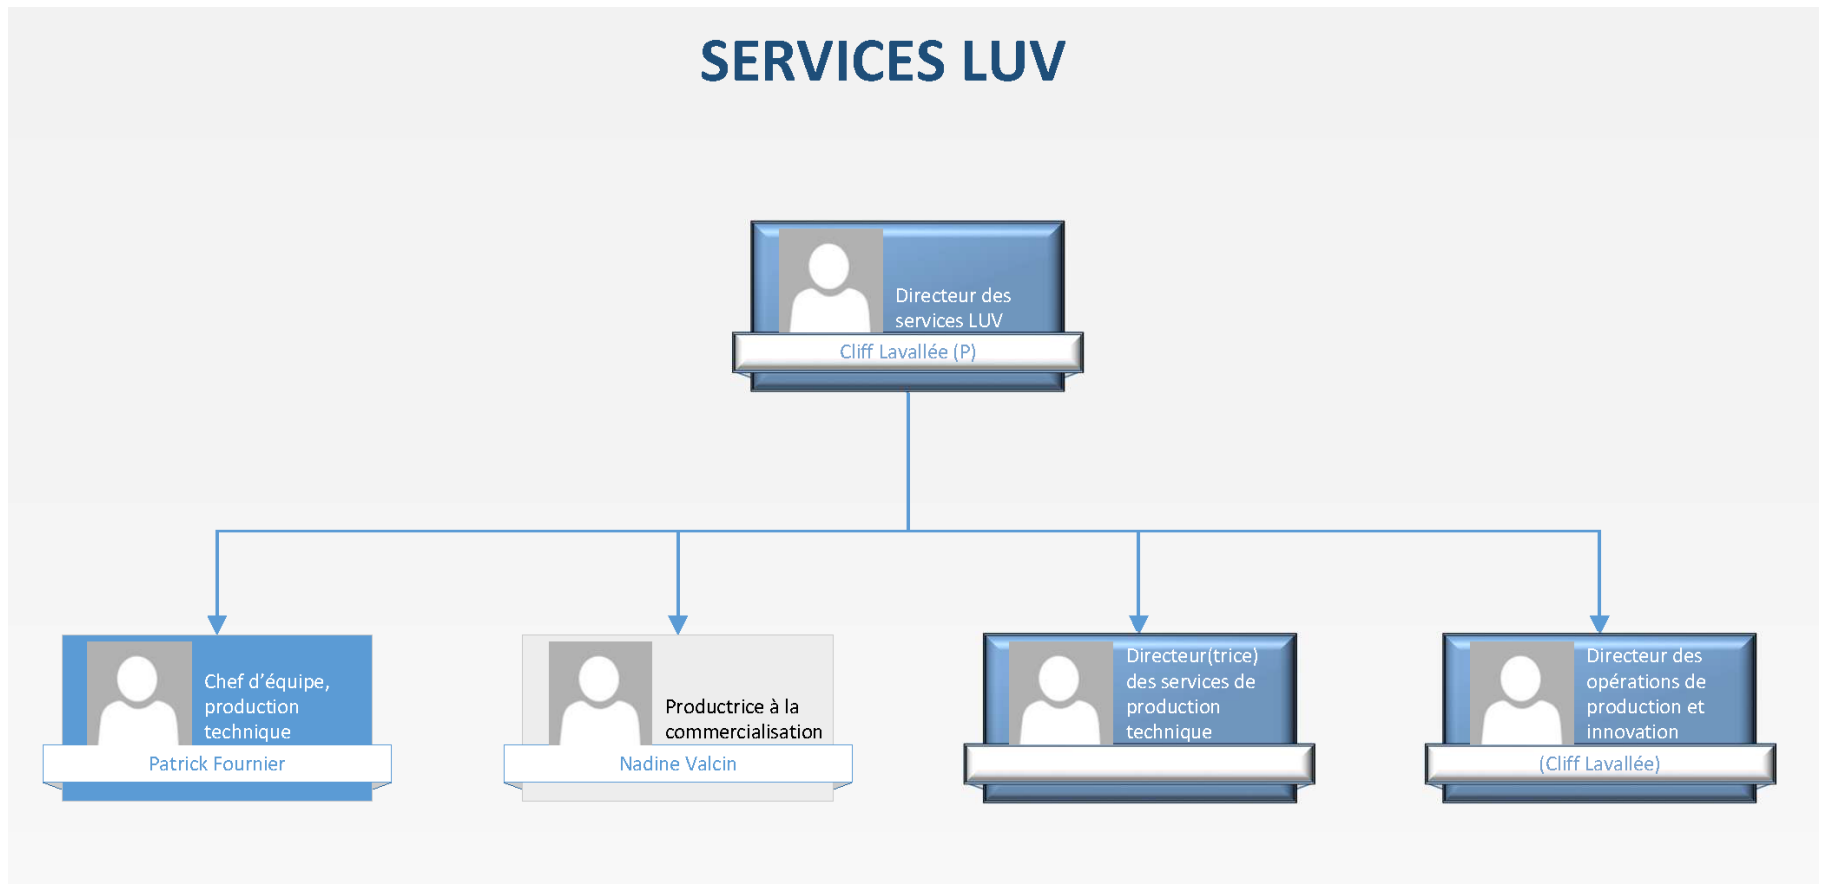 SERVICES LUV
Directeur des
services LUV
Cliff Lavallée (P)
Chef d’équipe,
production
technique
Patrick Fournier
Productrice à la
commercialisation
Nadine Valcin
Directeur(trice)
des services de
production
technique
Directeur des
opérations de
production et
innovation
(Cliff Lavallée)